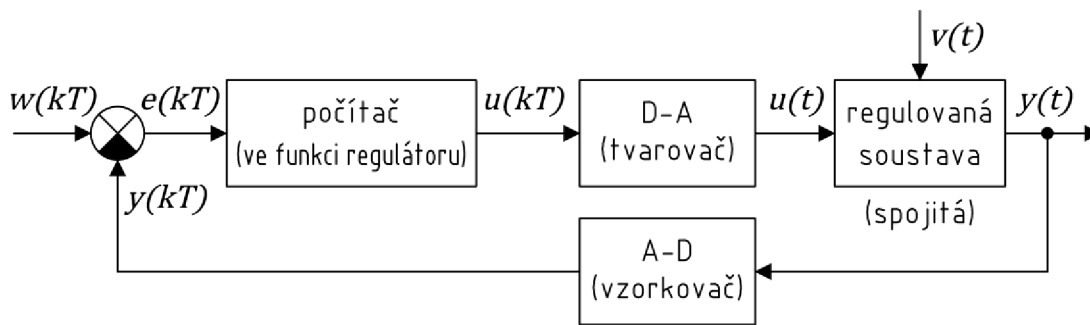 v(t)
w(kT)
e(kT)
počítač
(ve funkci regulátoru)
u(kT)
D-A
(tvarovač)
u(t)
regulovaná
soustava
y(t)
y(kT)
(spojitá)
A-D
(vzorkovač)